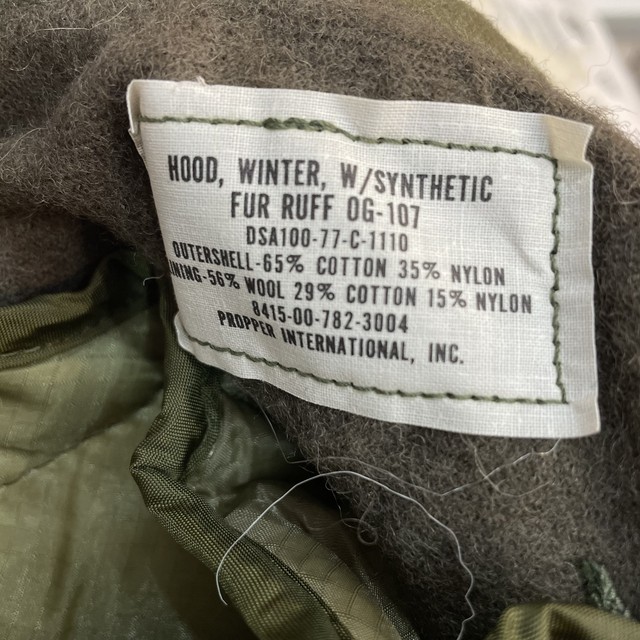 HOOD, WINTER, W/SYNTHETIC
FUR RUFF OG-107
DSA100-77-C-1110
OUTERSHELL-65% COTTON 35% NYLON
NING-56% WOOL 29% COTTON 15% NYLON
8415-00-782-3004
PROPPER INTERNATIONAL, INC.